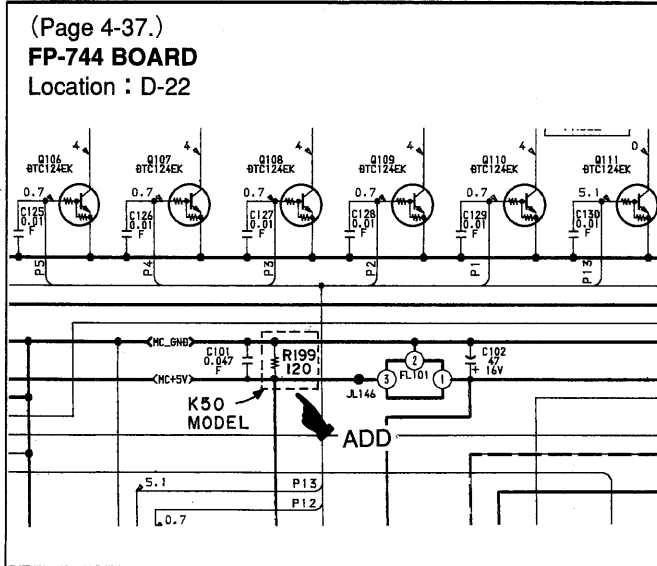 (Page 4-37.)
FP-744 BOARD
Location : D-22
4 4 4 4 4 0
Q106 Q107 Q108 Q109 Q110 Q111
DTC124EK DTC124EK DTC124EK DTC124EK DTC124EK DTC124EK
0.7 0.7 0.7 0.7 0.7 5.1
C125 C126 C127 C128 C129 C130
0.01 0.01 0.01 0.01 0.01 0.01
F F F F F F
P5 P4 P3 P2 P1 P13
<MC_GND>
C101
0.047
F
R199
120
2
FL101
3
1
C102
47
+ 16V
<MC+5V>
JL146
K50
MODEL
ADD
5.1
P13
P12
0.7